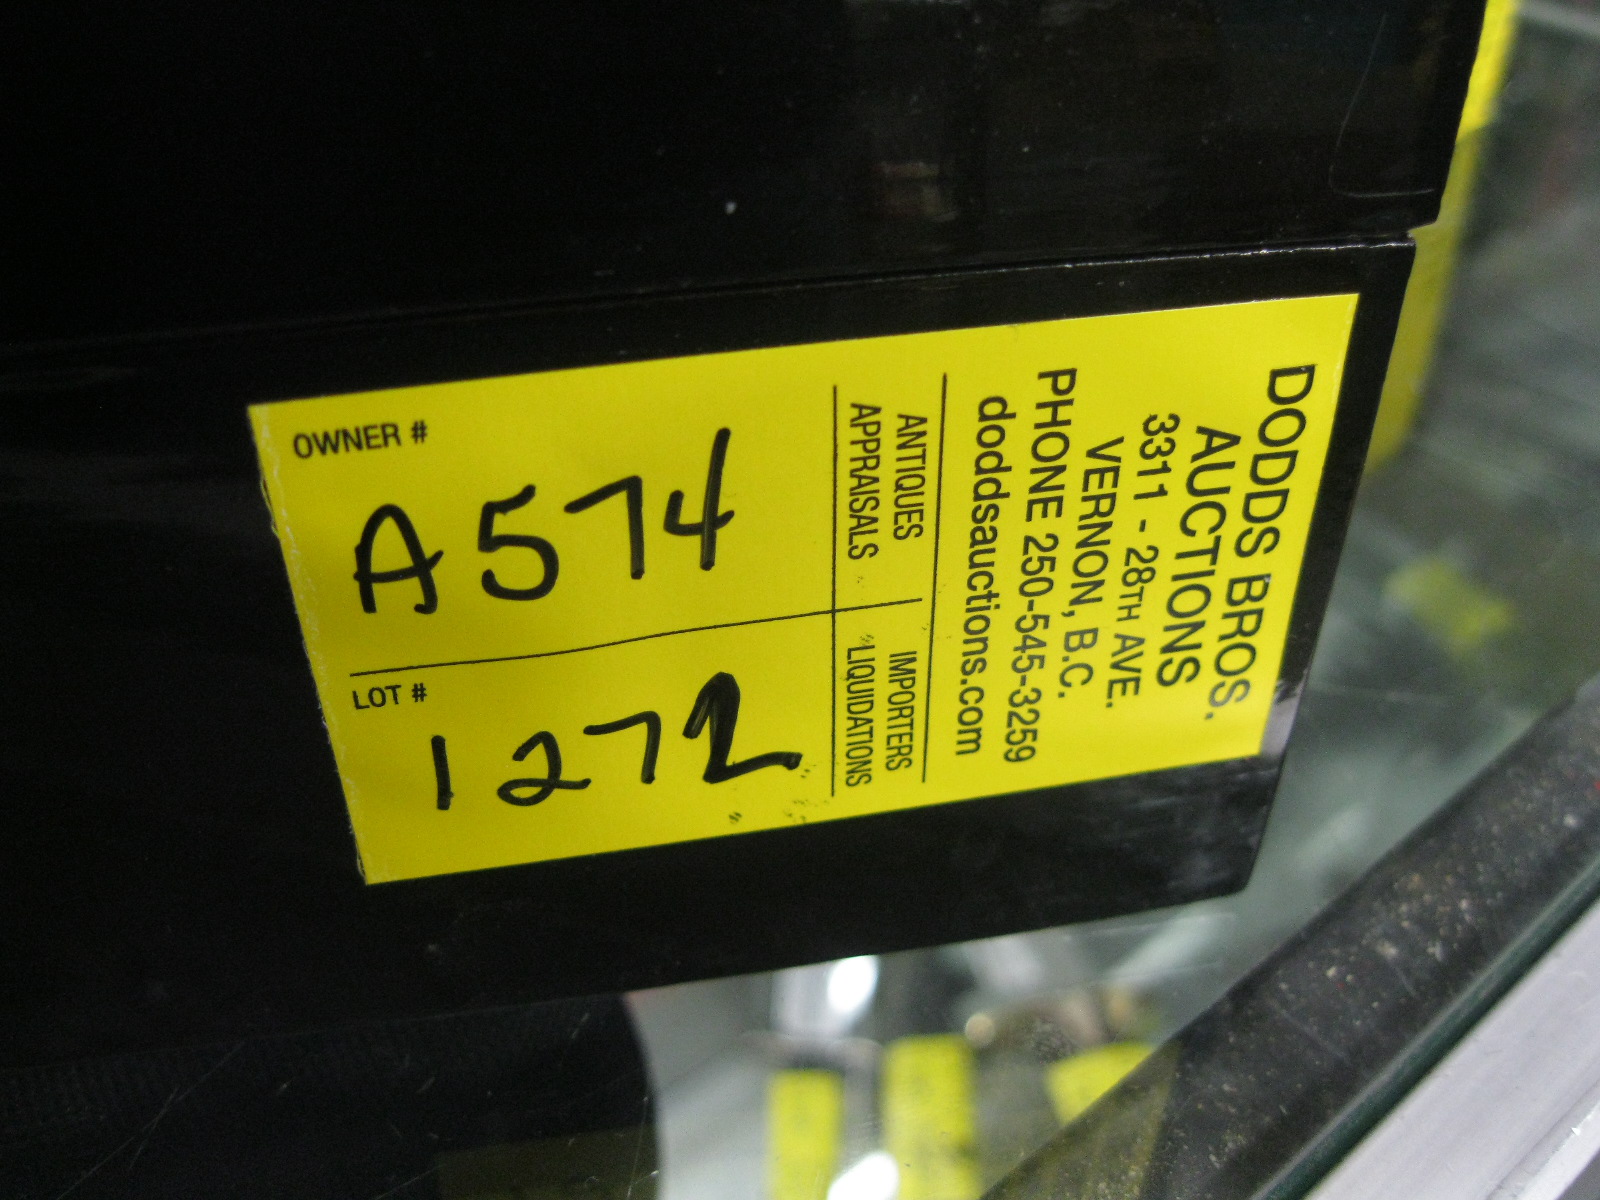 DODDS BROS.
AUCTIONS
3311 - 28TH AVE.
VERNON, B.C.
PHONE 250-545-3259
doddsauctions.com
ANTIQUES
APPRAISALS
IMPORTERS
LIQUIDATIONS
OWNER #
A574
LOT #
1272